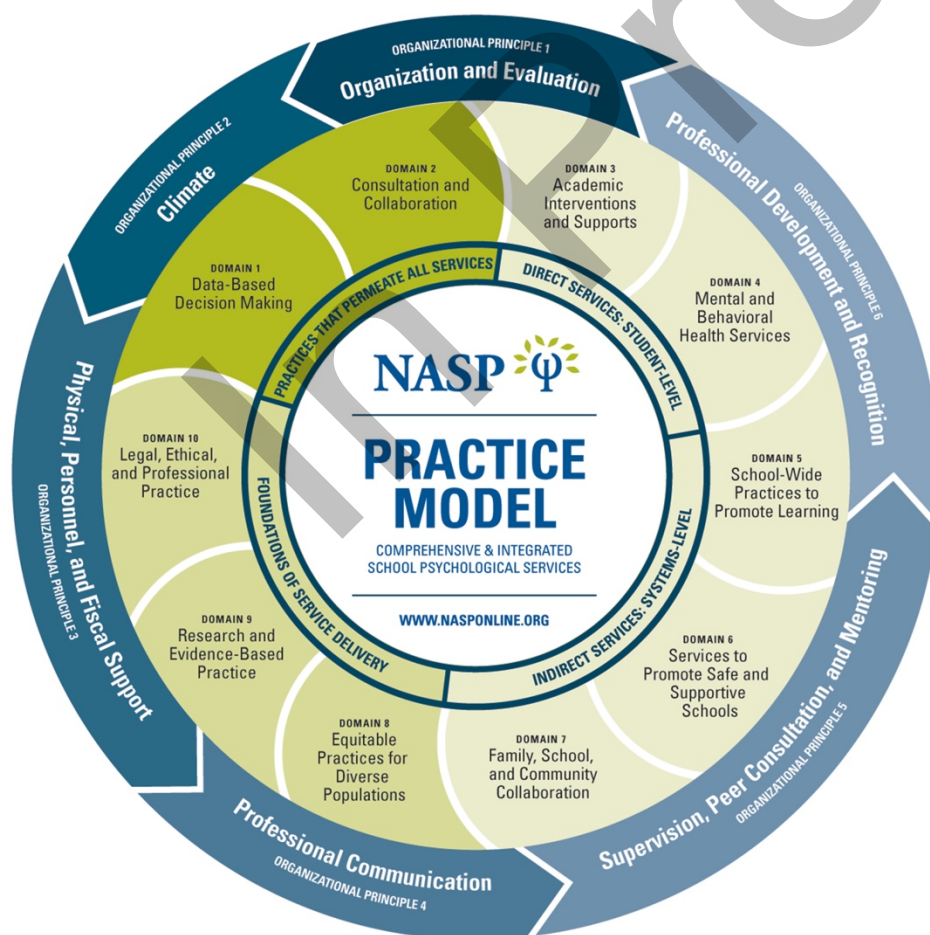 ORGANIZATIONAL PRINCIPLE 1
Organization and Evaluation
ORGANIZATIONAL PRINCIPLE 2
Climate
Physical, Personnel, and Fiscal Support
ORGANIZATIONAL PRINCIPLE 3
Professional Communication
ORGANIZATIONAL PRINCIPLE 4
Supervision, Peer Consultation, and Mentoring
ORGANIZATIONAL PRINCIPLE 5
ORGANIZATIONAL PRINCIPLE 6
Professional Development and Recognition
DOMAIN 1
Data-Based
Decision Making
DOMAIN 2
Consultation and
Collaboration
DOMAIN 3
Academic
Interventions
and Supports
DOMAIN 4
Mental and
Behavioral
Health Services
DOMAIN 5
School-Wide
Practices to
Promote Learning
DOMAIN 6
Services to
Promote Safe and
Supportive
Schools
DOMAIN 7
Family, School,
and Community
Collaboration
DOMAIN 8
Equitable
Practices for
Diverse
Populations
DOMAIN 9
Research and
Evidence-Based
Practice
DOMAIN 10
Legal, Ethical,
and Professional
Practice
PRACTICES THAT PERMEATE ALL SERVICES
DIRECT SERVICES: STUDENT-LEVEL
INDIRECT SERVICES: SYSTEMS-LEVEL
FOUNDATIONS OF SERVICE DELIVERY
NASP ψ
PRACTICE
MODEL
COMPREHENSIVE & INTEGRATED
SCHOOL PSYCHOLOGICAL SERVICES
WWW.NASPONLINE.ORG
In Pro